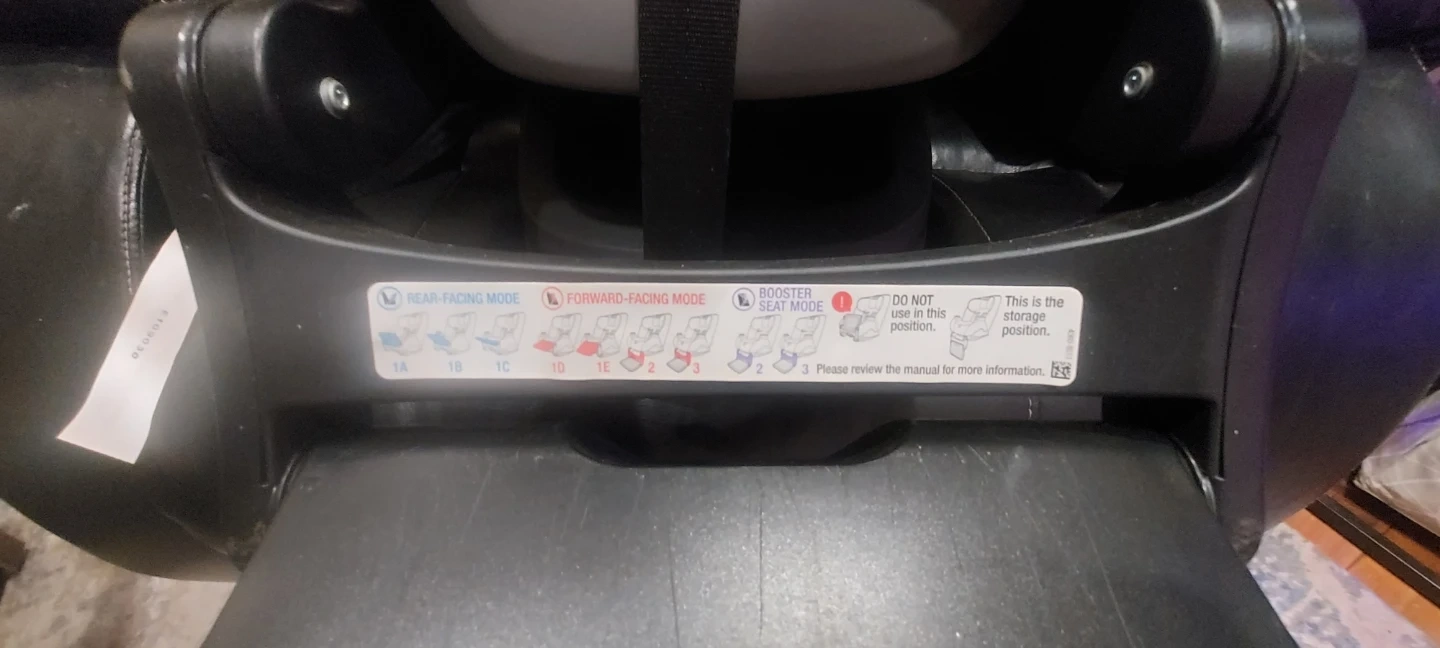 REAR-FACING MODE
1A 1B 1C
FORWARD-FACING MODE
1D 1E 2 3
BOOSTER
SEAT MODE
2 3
!
DO NOT
use in this
position.
This is the
storage
position.
Please review the manual for more information.